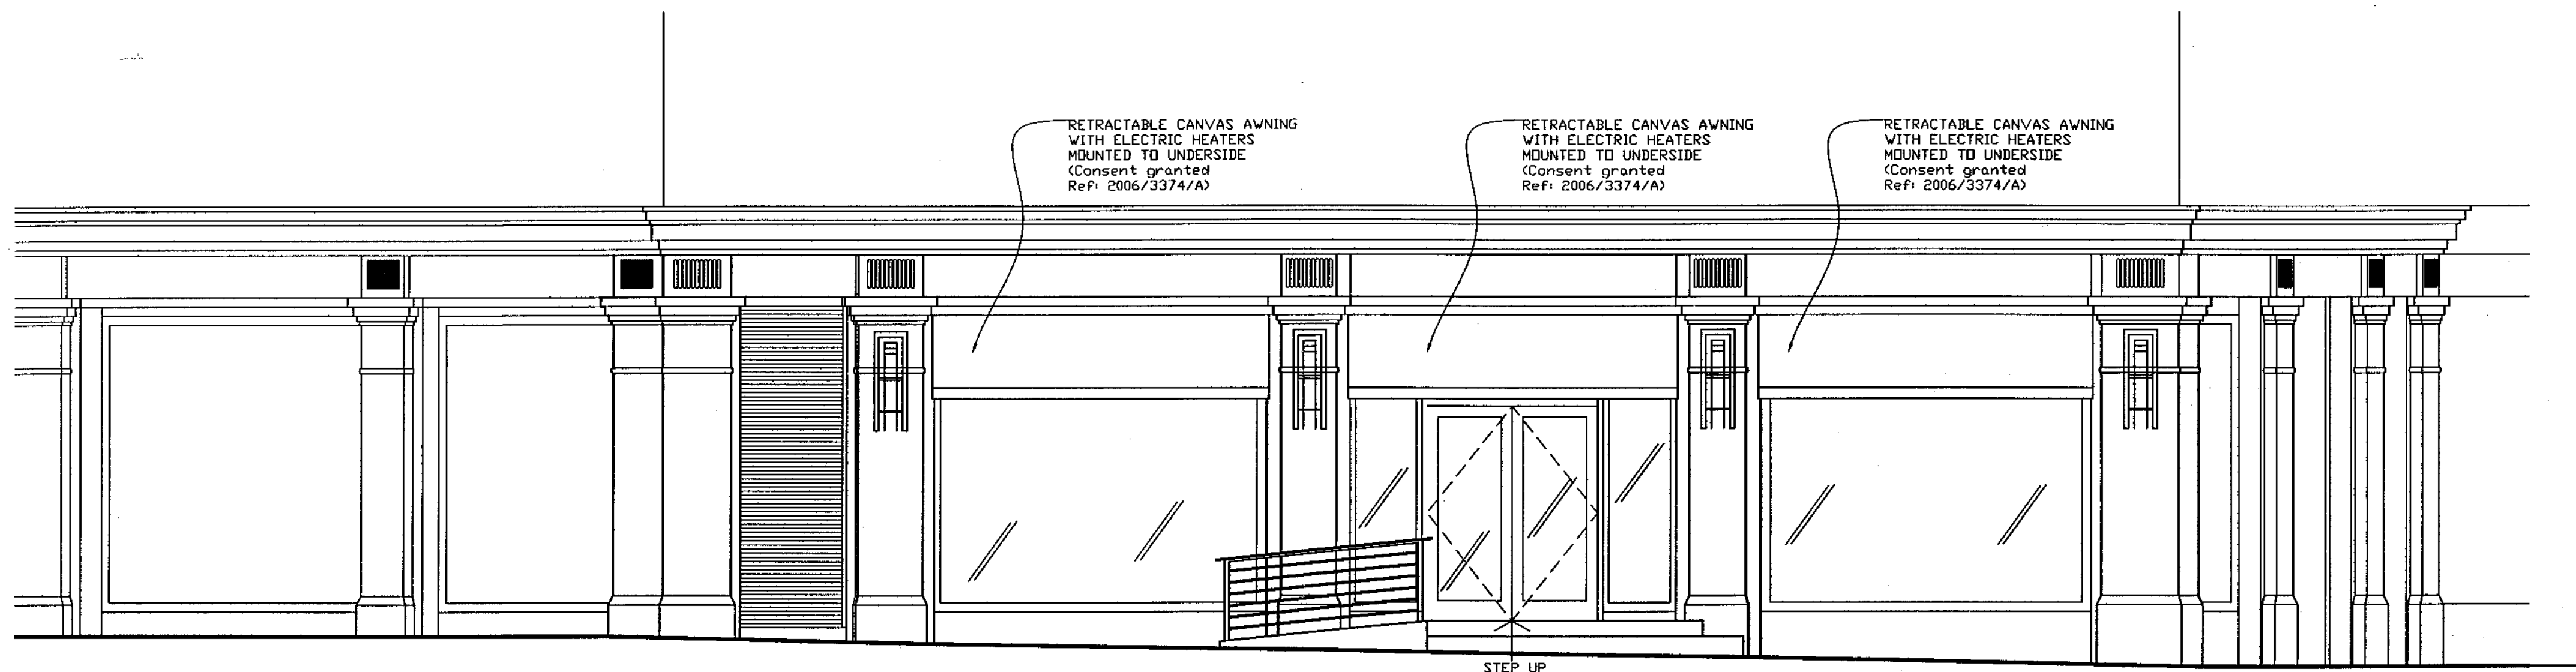 RETRACTABLE CANVAS AWNING
WITH ELECTRIC HEATERS
MOUNTED TO UNDERSIDE
(Consent granted
Ref: 2006/3374/A)
RETRACTABLE CANVAS AWNING
WITH ELECTRIC HEATERS
MOUNTED TO UNDERSIDE
(Consent granted
Ref: 2006/3374/A)
RETRACTABLE CANVAS AWNING
WITH ELECTRIC HEATERS
MOUNTED TO UNDERSIDE
(Consent granted
Ref: 2006/3374/A)
STEP UP